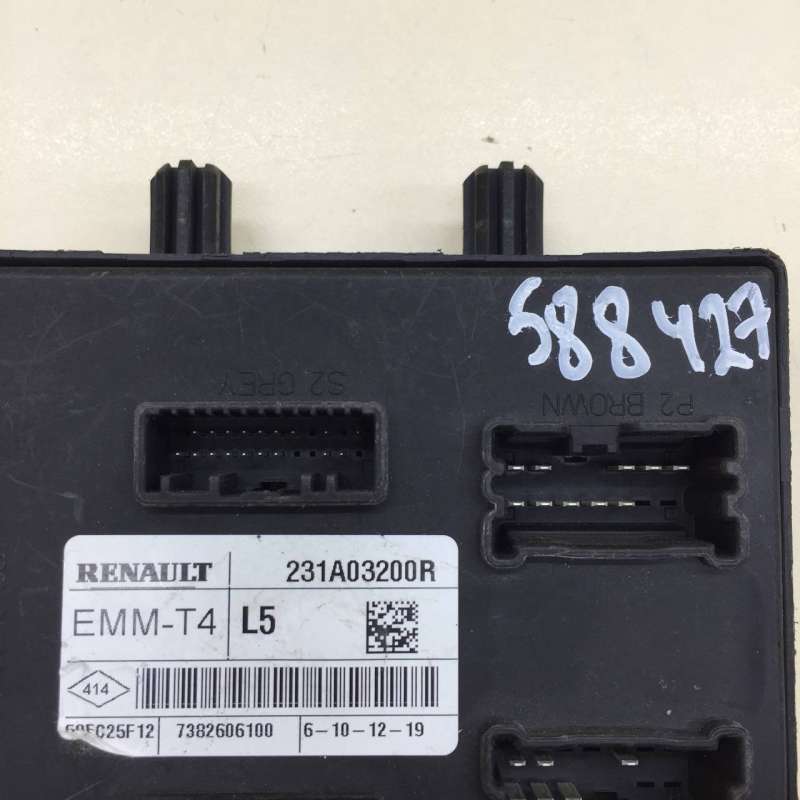 588427
S2 GREY
P2 BROWN
RENAULT 231A03200R
EMM-T4 L5
414
7382606100 6-10-12-19